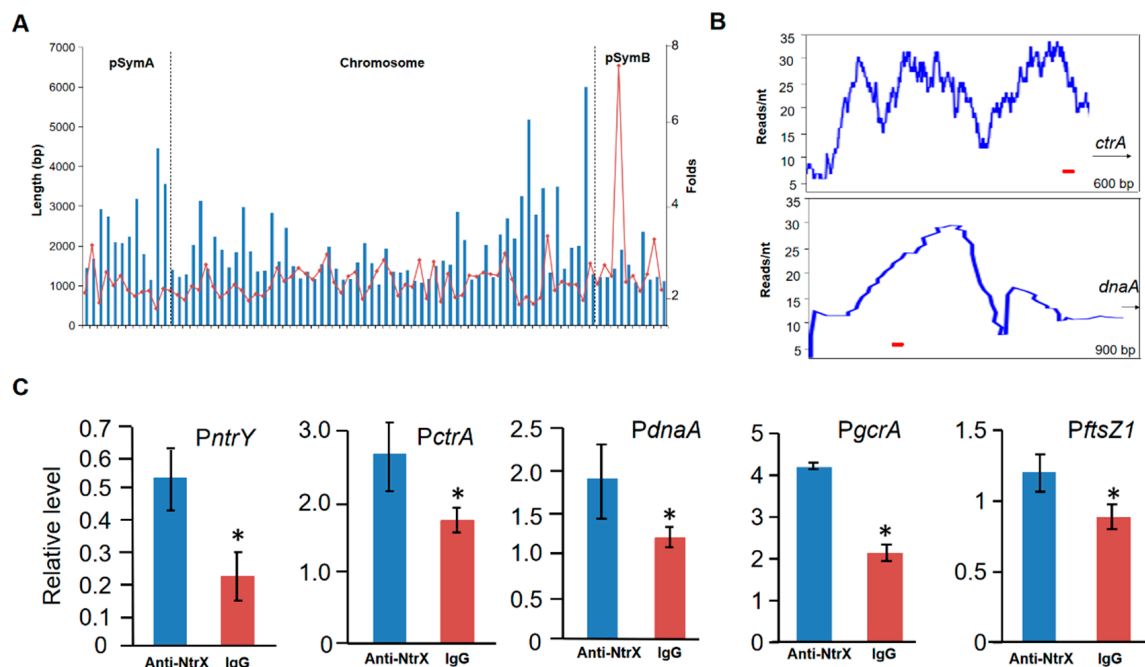 A
7000
6000
5000
4000
3000
2000
1000
0
Length (bp)
pSymA
Chromosome
pSymB
8
6
4
2
Folds
B
35
30
25
20
15
10
5
Reads/nt
ctrA
600 bp
35
30
25
20
15
10
5
Reads/nt
dnaA
900 bp
C
Relative level
0.7
0.6
0.5
0.4
0.3
0.2
0.1
0
PntrY
*
Anti-NtrX IgG
3.0
2.0
1.0
0
PctrA
*
Anti-NtrX IgG
2.5
2.0
1.5
1.0
0.5
0
PdnaA
*
Anti-NtrX IgG
5
4
3
2
1
0
PgcrA
*
Anti-NtrX IgG
1.5
1
0.5
0
PftsZ1
*
Anti-NtrX IgG